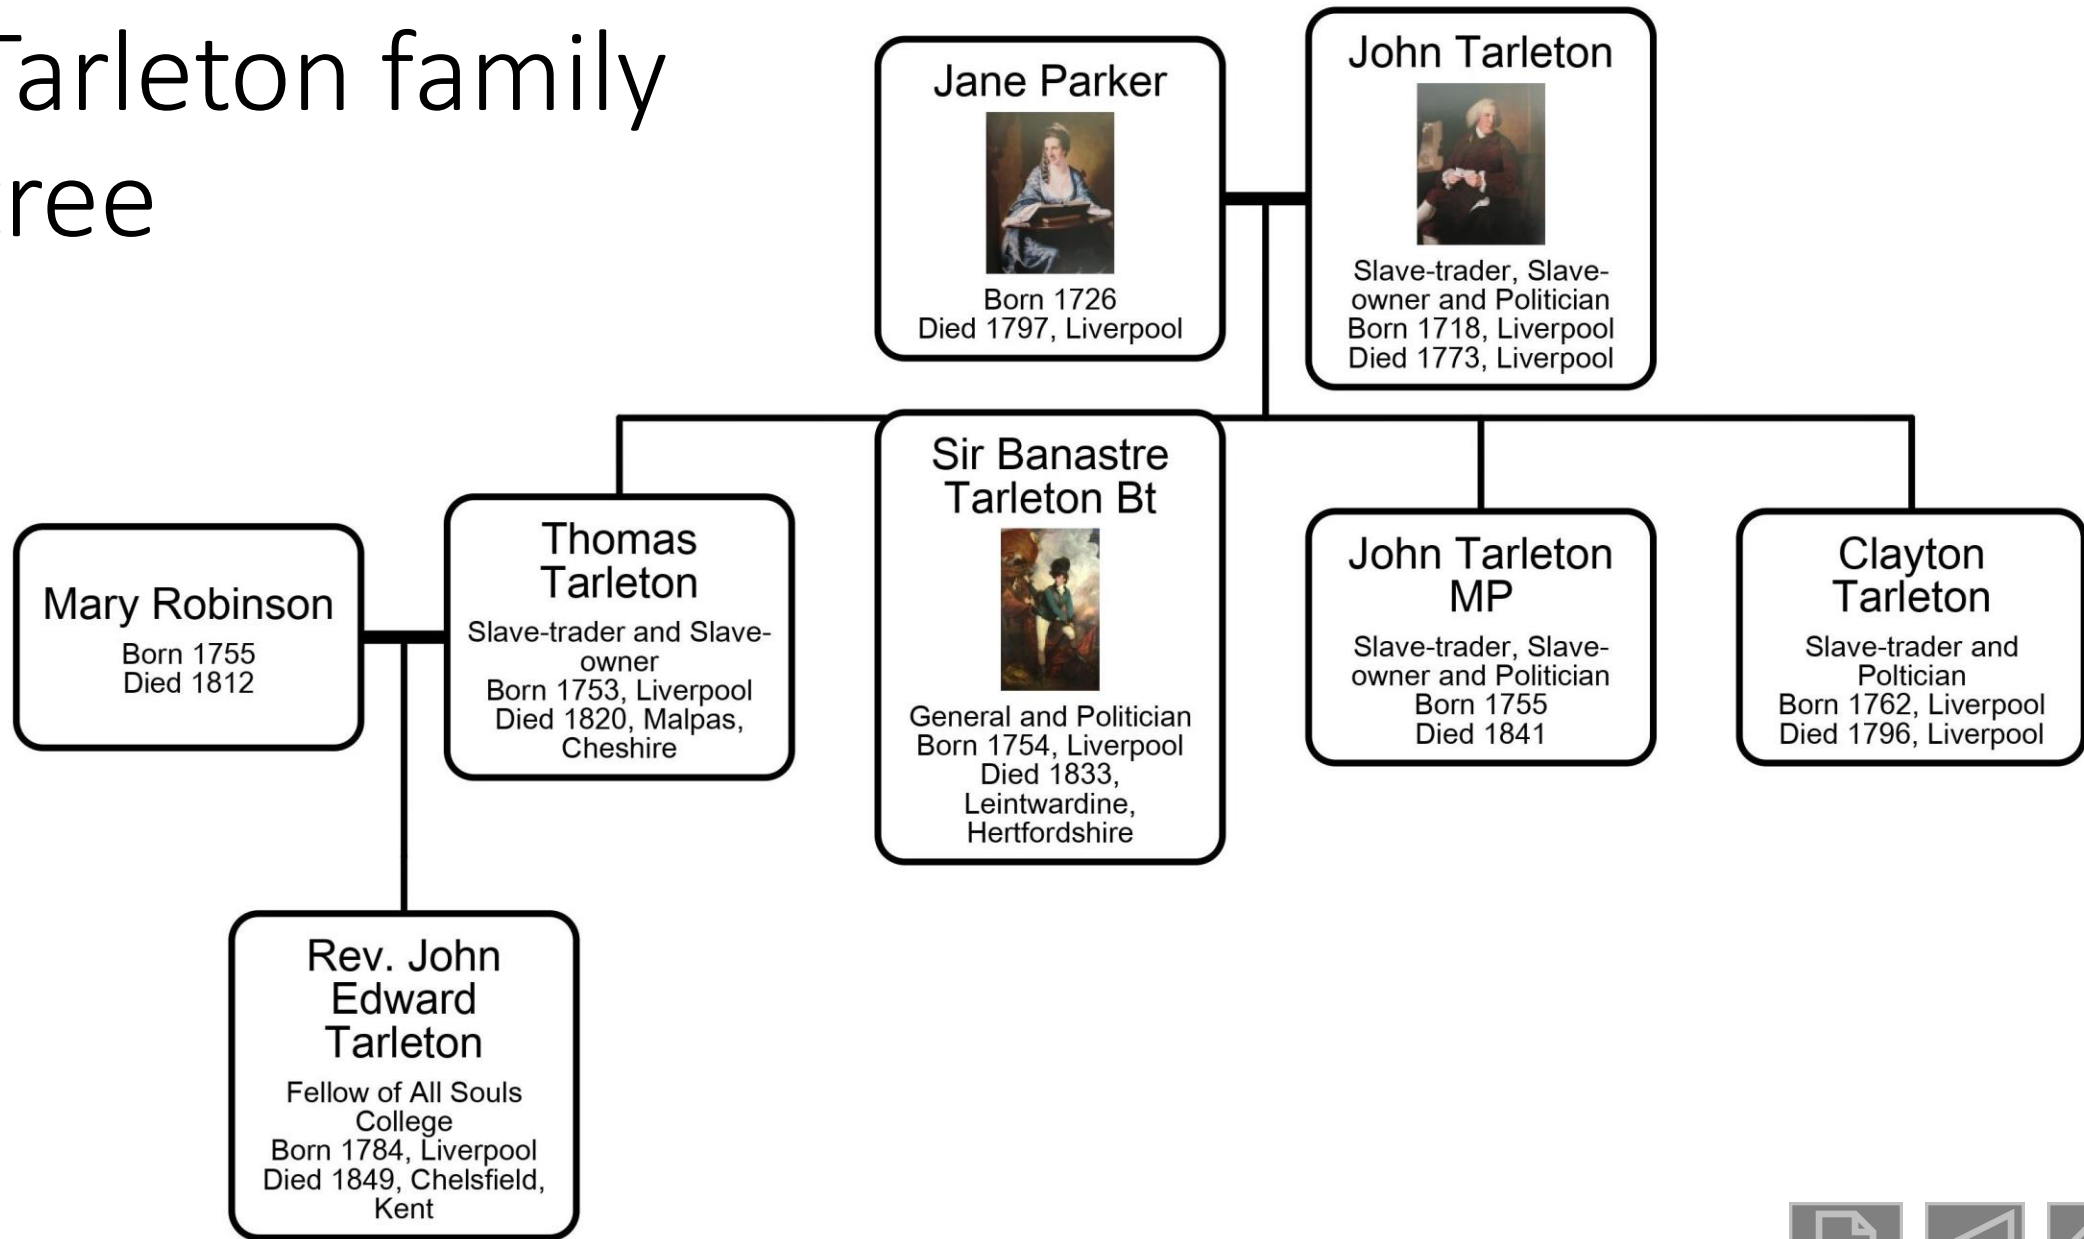 Tarleton family
tree
Jane Parker
Born 1726
Died 1797, Liverpool
John Tarleton
Slave-trader, Slave-
owner and Politician
Born 1718, Liverpool
Died 1773, Liverpool
Mary Robinson
Born 1755
Died 1812
Thomas
Tarleton
Slave-trader and Slave-
owner
Born 1753, Liverpool
Died 1820, Malpas,
Cheshire
Sir Banastre
Tarleton Bt
General and Politician
Born 1754, Liverpool
Died 1833,
Leintwardine,
Hertfordshire
John Tarleton
MP
Slave-trader, Slave-
owner and Politician
Born 1755
Died 1841
Clayton
Tarleton
Slave-trader and
Poltician
Born 1762, Liverpool
Died 1796, Liverpool
Rev. John
Edward
Tarleton
Fellow of All Souls
College
Born 1784, Liverpool
Died 1849, Chelsfield,
Kent